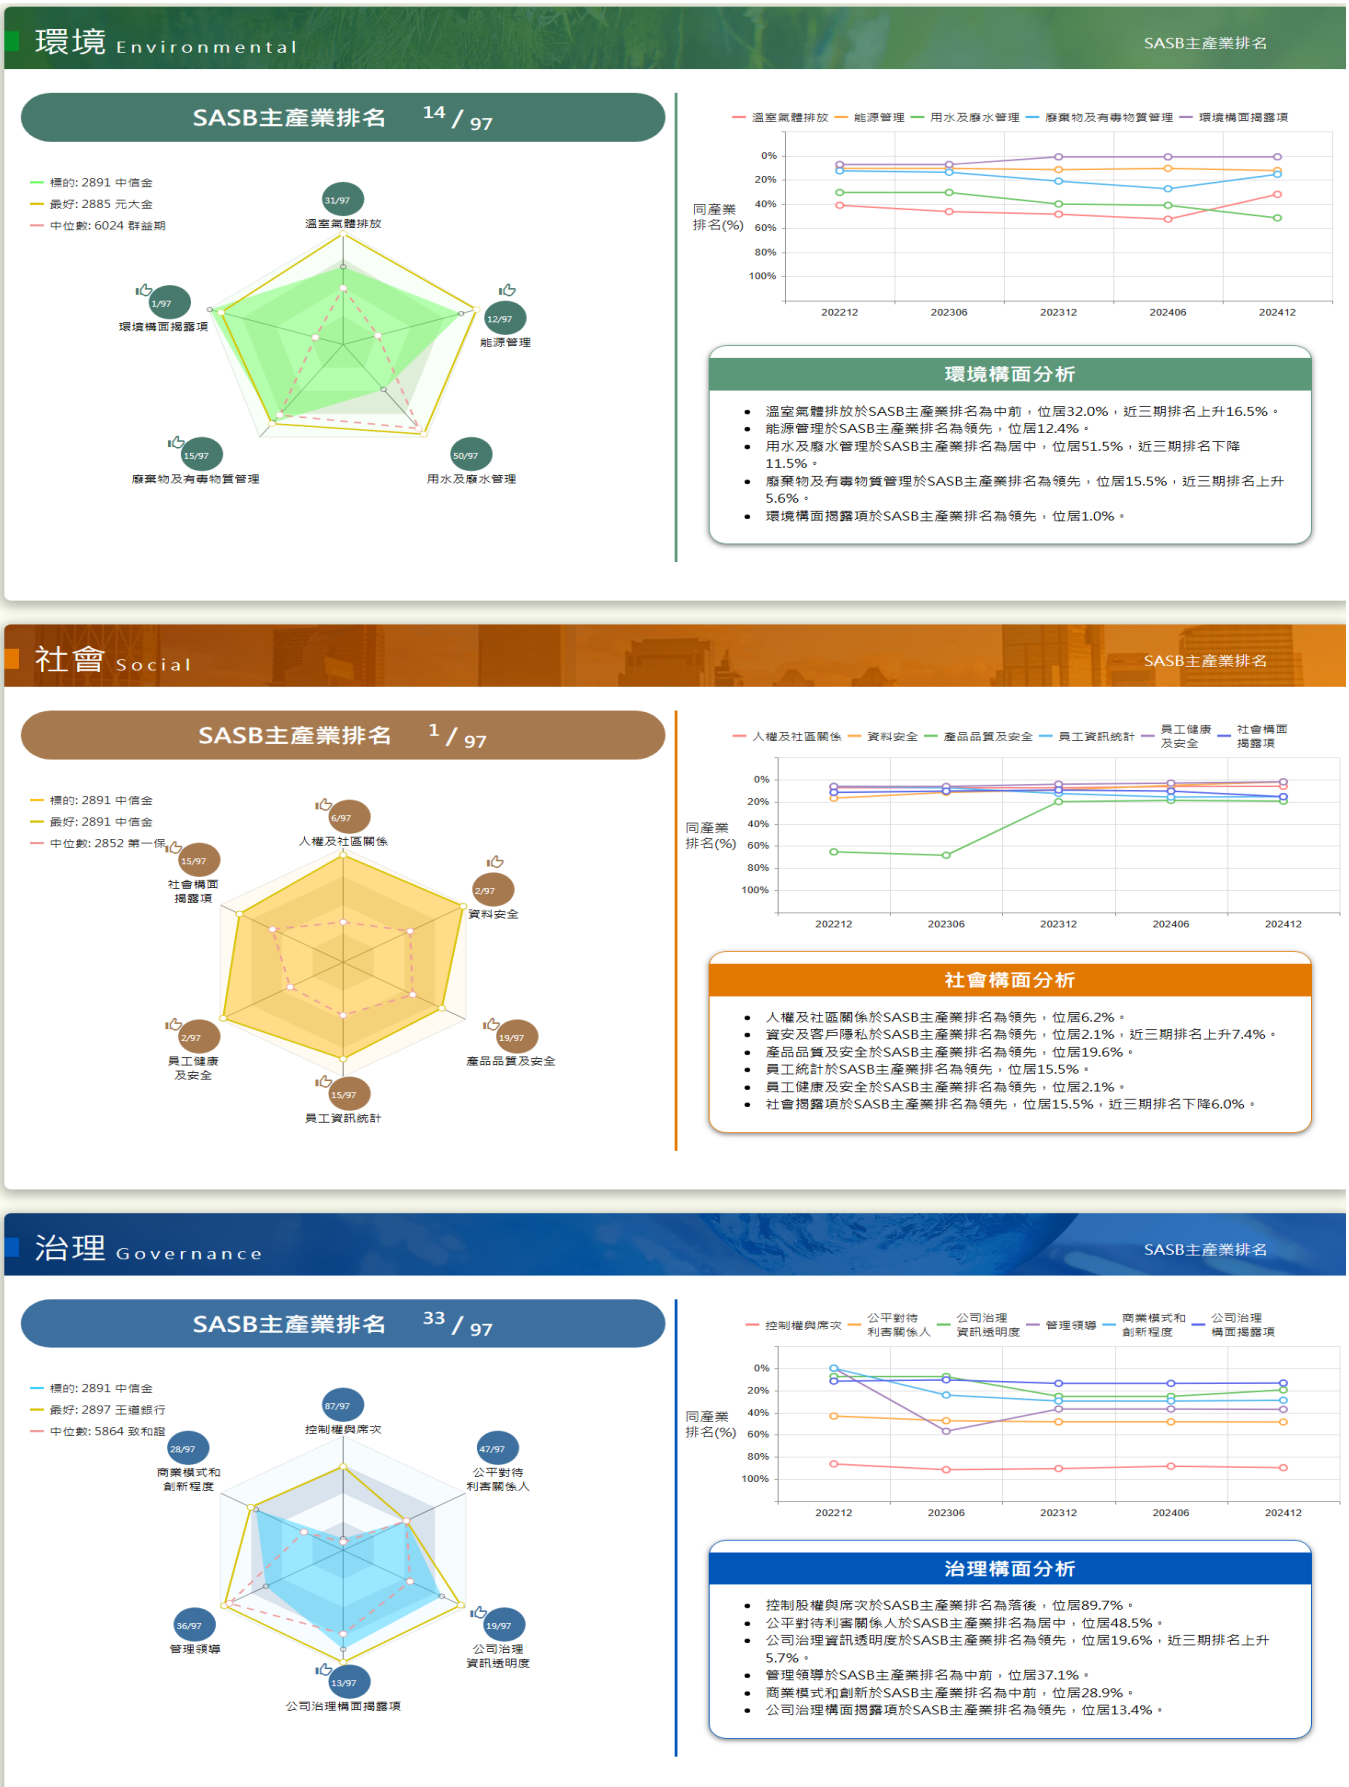 環境 Environmental
SASB主產業排名
SASB主產業排名 14 / 97
標的: 2891 中信金
最好: 2885 元大金
中位數: 6024 群益期
31/97
溫室氣體排放
1/97
環境構面揭露項
12/97
能源管理
15/97
廢棄物及有毒物質管理
50/97
用水及廢水管理
溫室氣體排放 能源管理 用水及廢水管理 廢棄物及有毒物質管理 環境構面揭露項
同產業
排名(%)
0%
20%
40%
60%
80%
100%
202212 202306 202312 202406 202412
環境構面分析
• 溫室氣體排放於SASB主產業排名為中前，位居32.0%，近三期排名上升16.5%。
• 能源管理於SASB主產業排名為領先，位居12.4%。
• 用水及廢水管理於SASB主產業排名為居中，位居51.5%，近三期排名下降
11.5%。
• 廢棄物及有毒物質管理於SASB主產業排名為領先，位居15.5%，近三期排名上升
5.6%。
• 環境構面揭露項於SASB主產業排名為領先，位居1.0%。
社會 Social
SASB主產業排名
SASB主產業排名 1 / 97
標的: 2891 中信金
最好: 2891 中信金
中位數: 2852 第一保
6/97
人權及社區關係
15/97
社會構面
揭露項
2/97
資料安全
2/97
員工健康
及安全
19/97
產品品質及安全
15/97
員工資訊統計
人權及社區關係 資料安全 產品品質及安全 員工資訊統計 員工健康
及安全 社會構面
揭露項
同產業
排名(%)
0%
20%
40%
60%
80%
100%
202212 202306 202312 202406 202412
社會構面分析
• 人權及社區關係於SASB主產業排名為領先，位居6.2%。
• 資安及客戶隱私於SASB主產業排名為領先，位居2.1%，近三期排名上升7.4%。
• 產品品質及安全於SASB主產業排名為領先，位居19.6%。
• 員工統計於SASB主產業排名為領先，位居15.5%。
• 員工健康及安全於SASB主產業排名為領先，位居2.1%。
• 社會揭露項於SASB主產業排名為領先，位居15.5%，近三期排名下降6.0%。
治理 Governance
SASB主產業排名
SASB主產業排名 33 / 97
標的: 2891 中信金
最好: 2897 王道銀行
中位數: 5864 致和證
87/97
控制權與席次
28/97
商業模式和
創新程度
47/97
公平對待
利害關係人
36/97
管理領導
19/97
公司治理
資訊透明度
13/97
公司治理構面揭露項
控制權與席次 公平對待
利害關係人 公司治理
資訊透明度 管理領導 商業模式和
創新程度 公司治理
構面揭露項
同產業
排名(%)
0%
20%
40%
60%
80%
100%
202212 202306 202312 202406 202412
治理構面分析
• 控制股權與席次於SASB主產業排名為落後，位居89.7%。
• 公平對待利害關係人於SASB主產業排名為居中，位居48.5%。
• 公司治理資訊透明度於SASB主產業排名為領先，位居19.6%，近三期排名上升
5.7%。
• 管理領導於SASB主產業排名為中前，位居37.1%。
• 商業模式和創新於SASB主產業排名為中前，位居28.9%。
• 公司治理構面揭露項於SASB主產業排名為領先，位居13.4%。